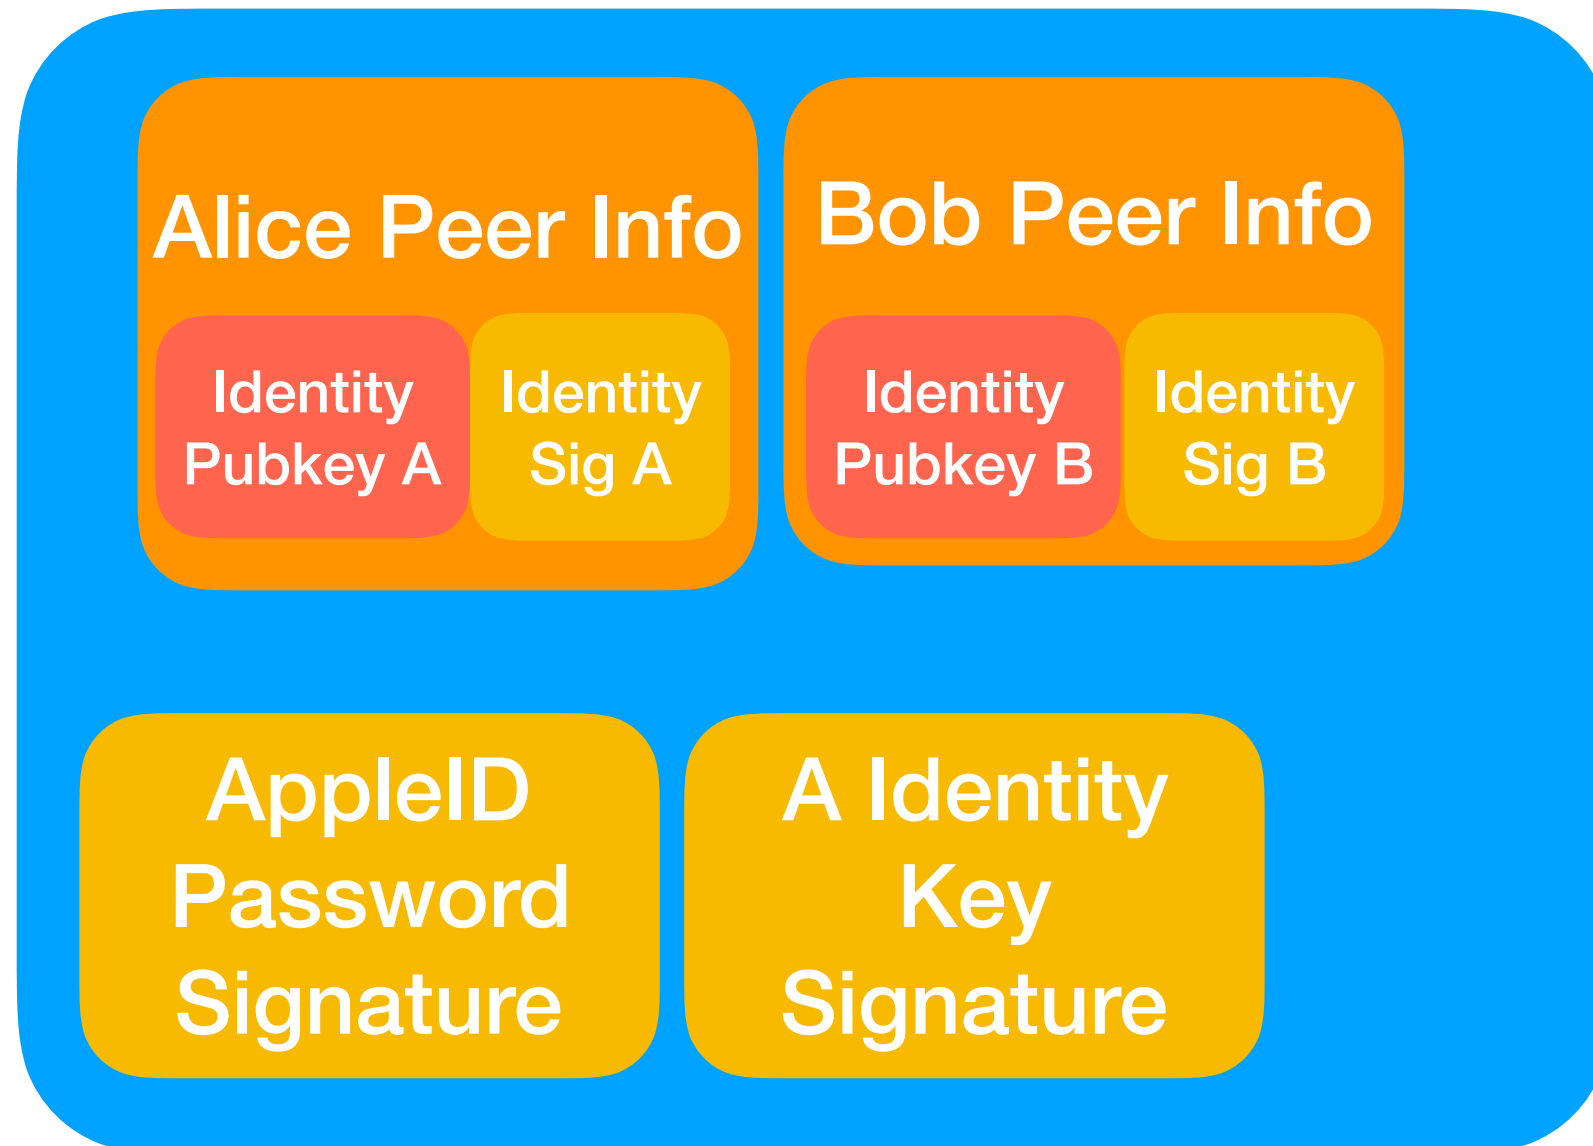 Alice Peer Info
Identity
Pubkey A
Identity
Sig A
Bob Peer Info
Identity
Pubkey B
Identity
Sig B
AppleID
Password
Signature
A Identity
Key
Signature